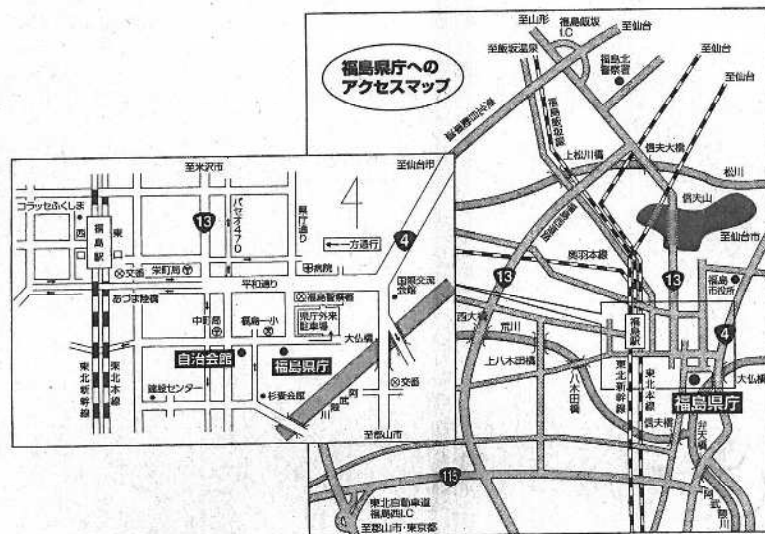 福島県庁への
アクセスマップ
至山形
福島飯坂
I.C
至仙台
至飯坂温泉
福島北
警察署
至仙台
至仙台
東北自動車道
福島飯坂線
上松川橋
信夫大橋
松川
信夫山
至仙台市
奥羽本線
13
13
福島
市役所
4
西大橋
荒川
福島駅
上八木田橋
八木田橋
東北新幹線
東北本線
大仏橋
福島県庁
信夫橋
弁天橋
115
阿武隈川
東北自動車道
福島西I.C
至郡山市・東京都
至米沢市
至仙台市
コラッセふくしま
西
東
福島駅
13
パセオ470
県庁通り
4
一方通行
4
交番
栄町局
病院
平和通り
国際交流
会館
あづま陸橋
福島警察署
中町局
福島一小
県庁外来
駐車場
大仏橋
自治会館
福島県庁
東北新幹線
東北本線
建設センター
杉妻会館
交番
阿武隈川
至郡山市